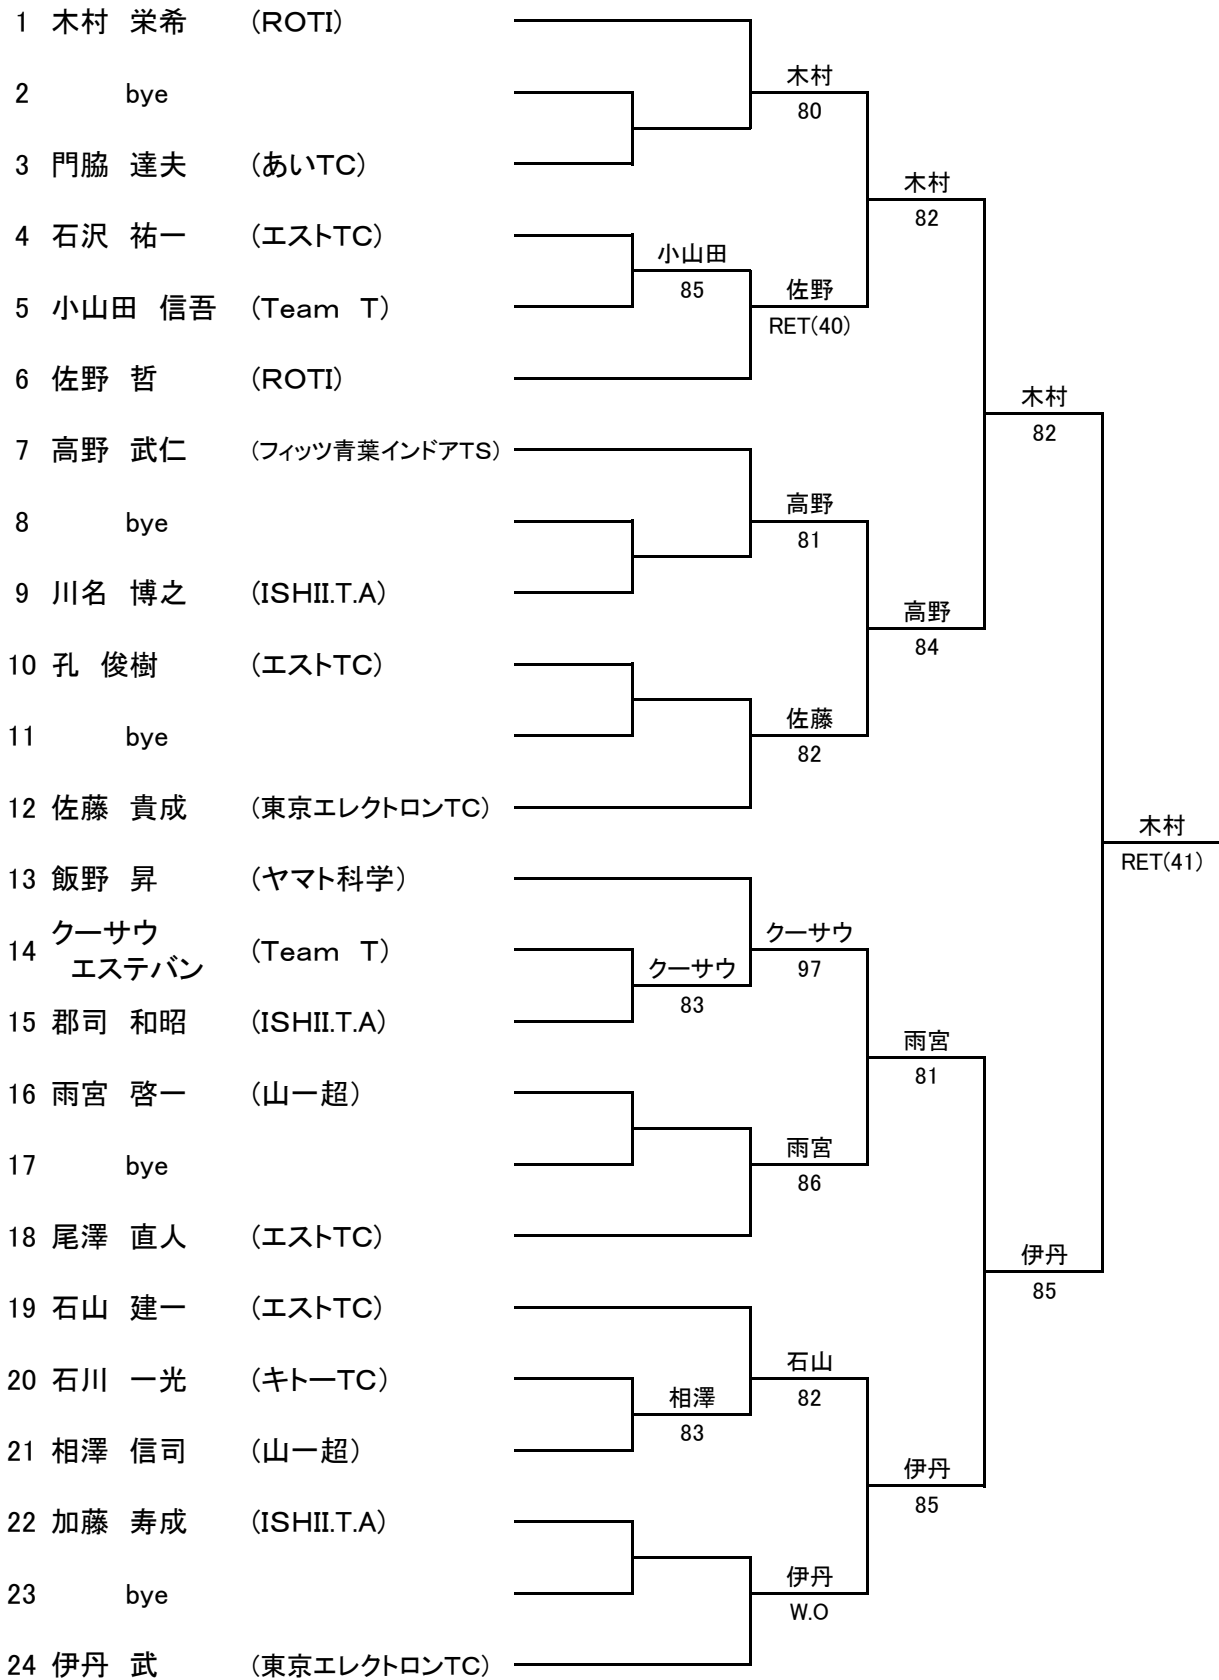 1 木村 栄希 (ROTI)
木村
2 bye
80
3 門脇 達夫 (あいTC)
木村
4 石沢 祐一 (エストTC)
82
小山田
5 小山田 信吾 (Team T)
85
佐野
RET(40)
6 佐野 哲 (ROTI)
木村
7 高野 武仁 (フィッツ青葉インドアTS)
82
高野
8 bye
81
9 川名 博之 (ISHII.T.A)
高野
10 孔 俊樹 (エストTC)
84
佐藤
11 bye
82
12 佐藤 貴成 (東京エレクトロンTC)
木村
RET(41)
13 飯野 昇 (ヤマト科学)
クーサウ
14 クーサウ
エステバン (Team T)
クーサウ
97
83
15 郡司 和昭 (ISHII.T.A)
雨宮
81
16 雨宮 啓一 (山一超)
雨宮
17 bye
86
18 尾澤 直人 (エストTC)
伊丹
85
19 石山 建一 (エストTC)
石山
20 石川 一光 (キトーTC)
相澤
82
83
21 相澤 信司 (山一超)
伊丹
85
22 加藤 寿成 (ISHII.T.A)
伊丹
23 bye
W.O
24 伊丹 武 (東京エレクトロンTC)